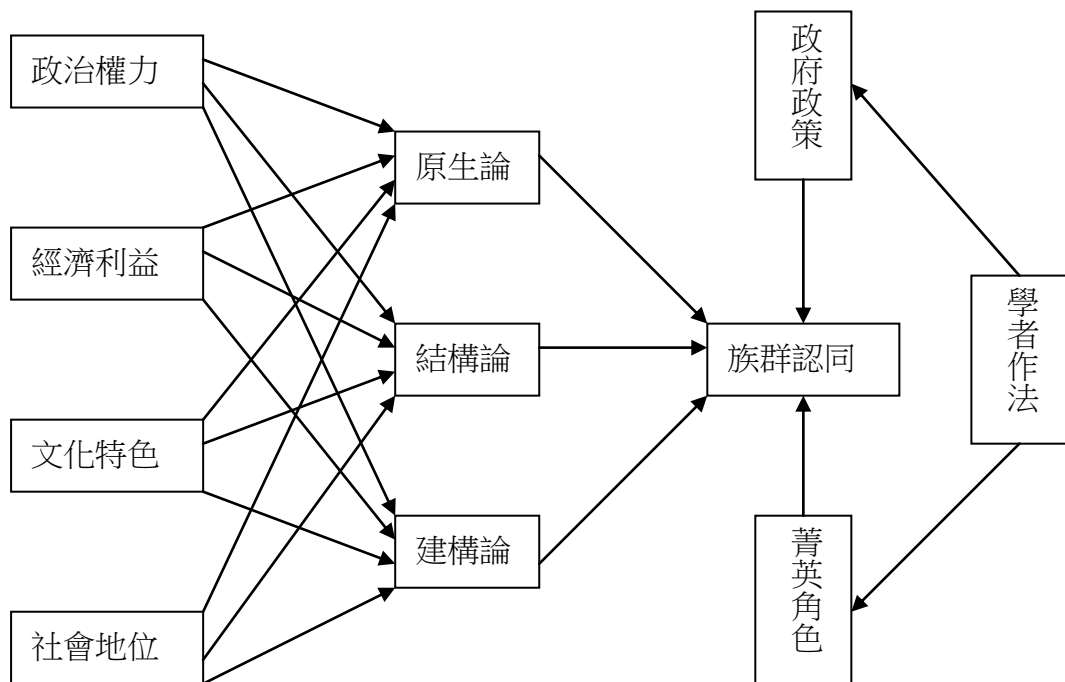 政治權力
經濟利益
文化特色
社會地位
原生論
結構論
建構論
政府政策
族群認同
菁英角色
學者作法